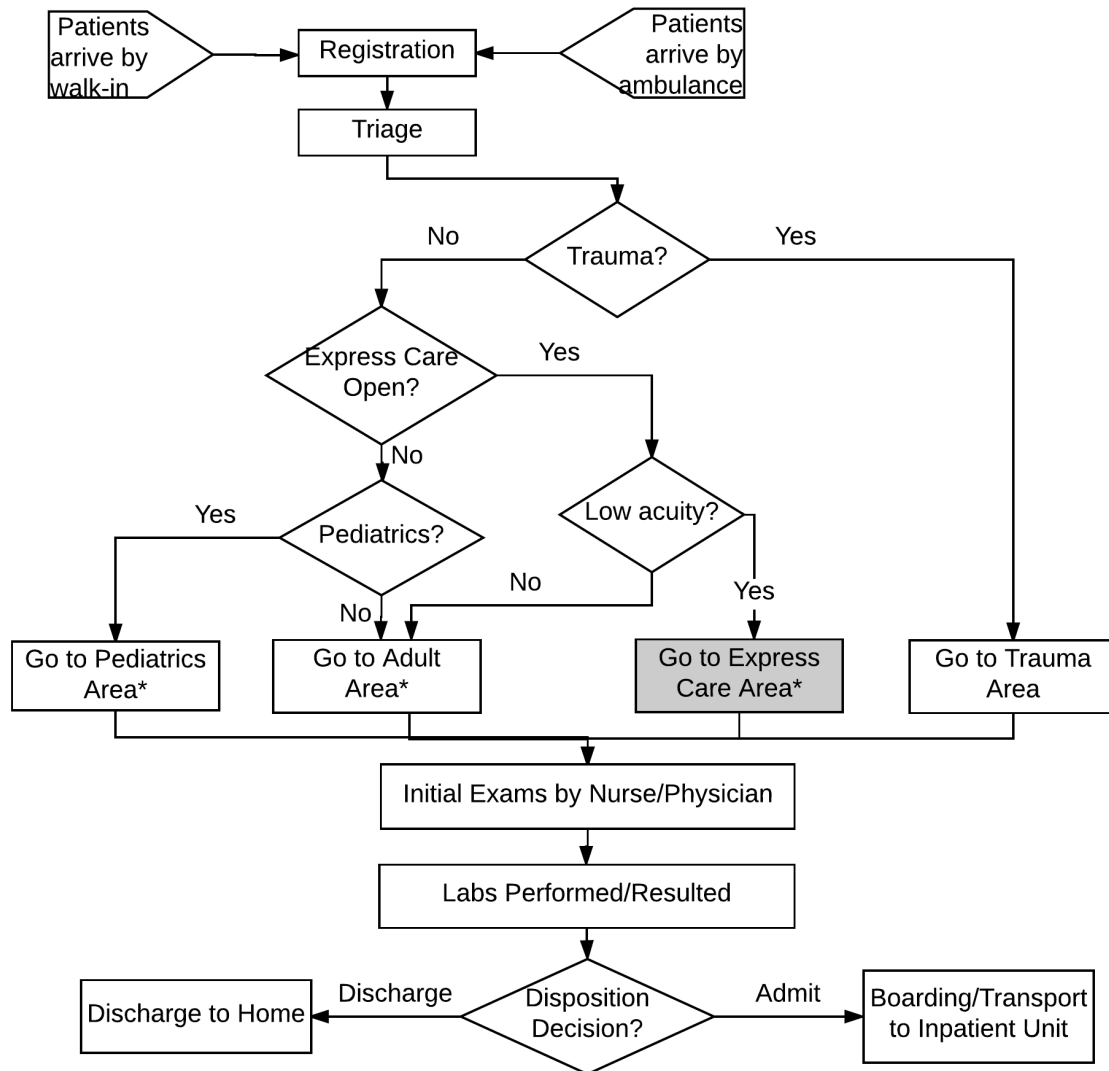 Patients
arrive by
walk-in
Registration
Patients
arrive by
ambulance
Triage
No
Trauma?
Yes
Express Care
Open?
Yes
No
Pediatrics?
Yes
Low acuity?
No
Yes
No
Go to Pediatrics
Area*
Go to Adult
Area*
Go to Express
Care Area*
Go to Trauma
Area
Initial Exams by Nurse/Physician
Labs Performed/Resulted
Discharge to Home
Discharge
Disposition
Decision?
Admit
Boarding/Transport
to Inpatient Unit